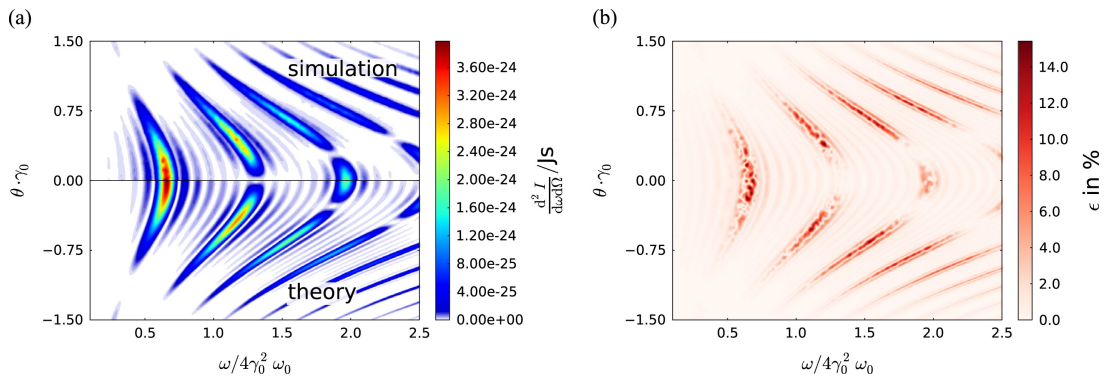 (a)
1.50
0.75
0.00
−0.75
−1.50
θ·γ₀
simulation
theory
0.5 1.0 1.5 2.0 2.5
ω/4γ₀² ω₀
3.60e-24
3.20e-24
2.80e-24
2.40e-24
2.00e-24
1.60e-24
1.20e-24
8.00e-25
4.00e-25
0.00e+00
d² I/dωdΩ /Js
(b)
1.50
0.75
0.00
−0.75
−1.50
θ·γ₀
0.5 1.0 1.5 2.0 2.5
ω/4γ₀² ω₀
14.0
12.0
10.0
8.0
6.0
4.0
2.0
0.0
ϵ in %